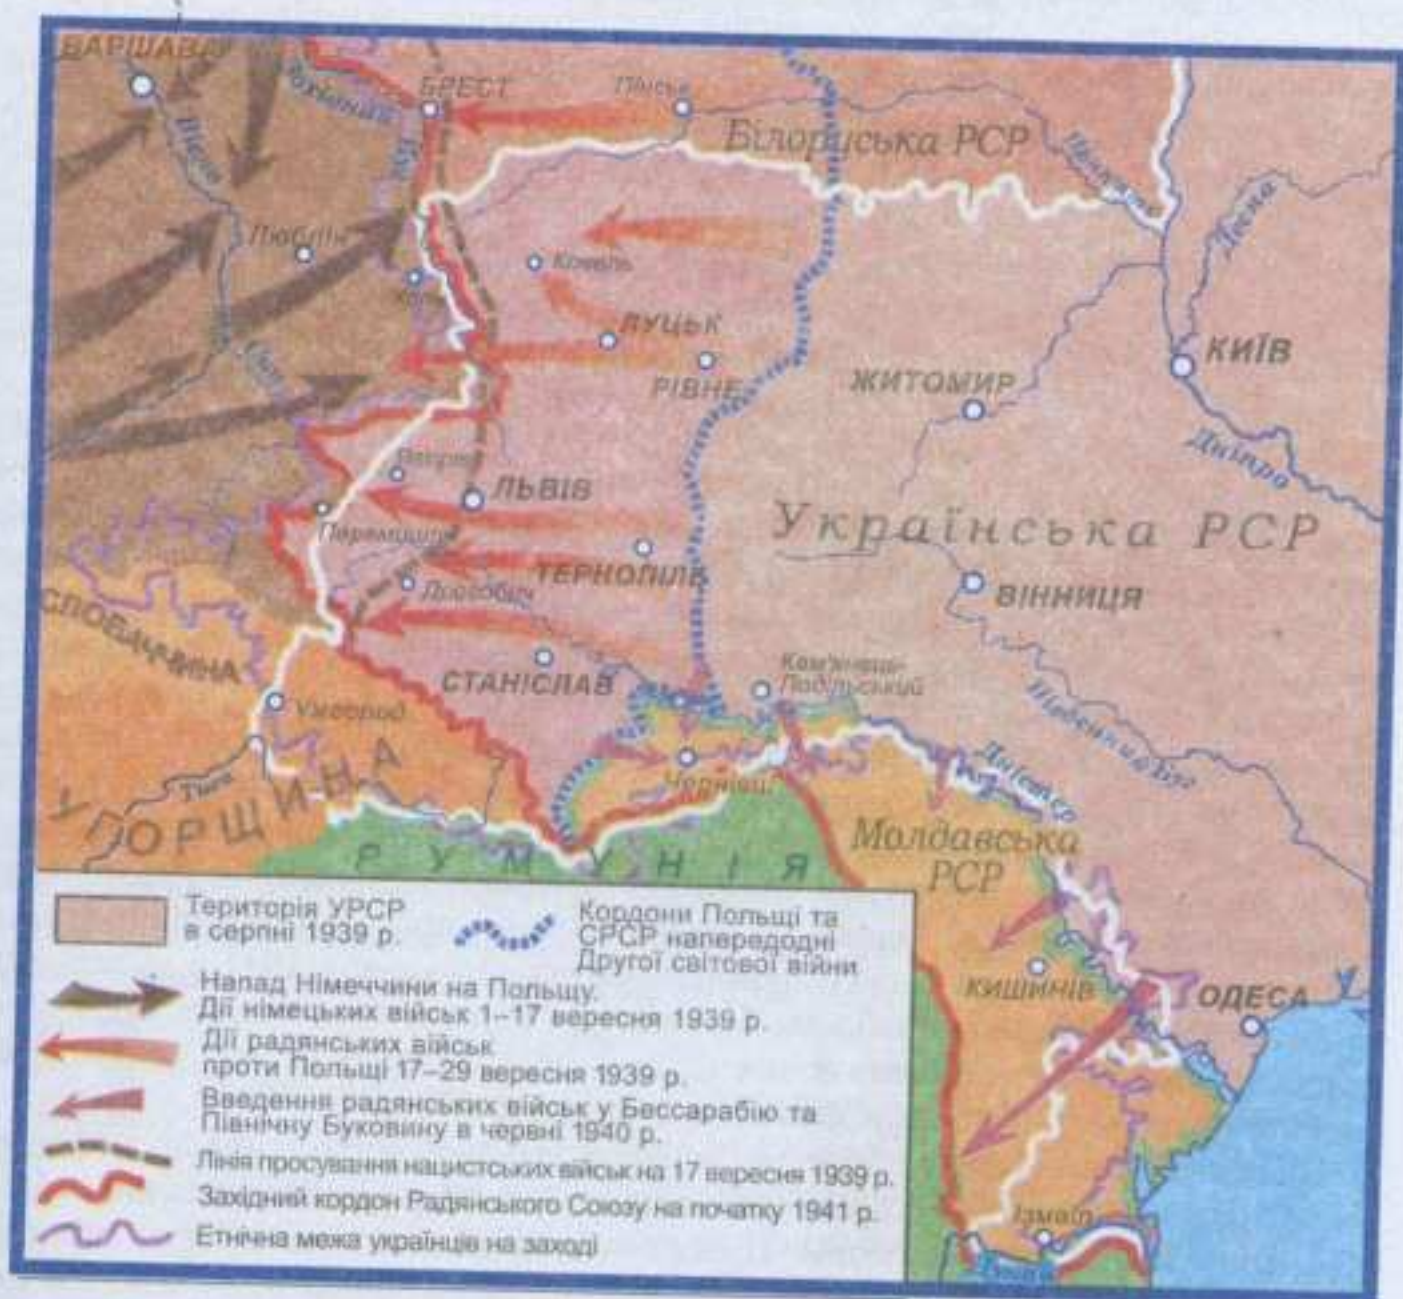 ВАРШАВА
БРЕСТ
Пінськ
Білоруська РСР
Прип'ять
Десна
Вісла
Люблін
Ковель
ЛУЦЬК
РІВНЕ
КИЇВ
ЖИТОМИР
Дніпро
ЛЬВІВ
Українська РСР
Перемишль
ТЕРНОПІЛЬ
Дрогобич
ВІННИЦЯ
СЛОВАЧЧИНА
СТАНІСЛАВ
Кам'янець-
Подільський
Ужгород
Південний Буг
Чернівці
Дністер
Тиса
УГОРЩИНА
РУМУНІЯ
Молдавська
РСР
КИШИНІВ
ОДЕСА
Ізмаїл
Територія УРСР
в серпні 1939 р.
Кордони Польщі та
СРСР напередодні
Другої світової війни
Напад Німеччини на Польщу.
Дії німецьких військ 1–17 вересня 1939 р.
Дії радянських військ
проти Польщі 17–29 вересня 1939 р.
Введення радянських військ у Бессарабію та
Північну Буковину в червні 1940 р.
Лінія просування нацистських військ на 17 вересня 1939 р.
Західний кордон Радянського Союзу на початку 1941 р.
Етнічна межа українців на заході